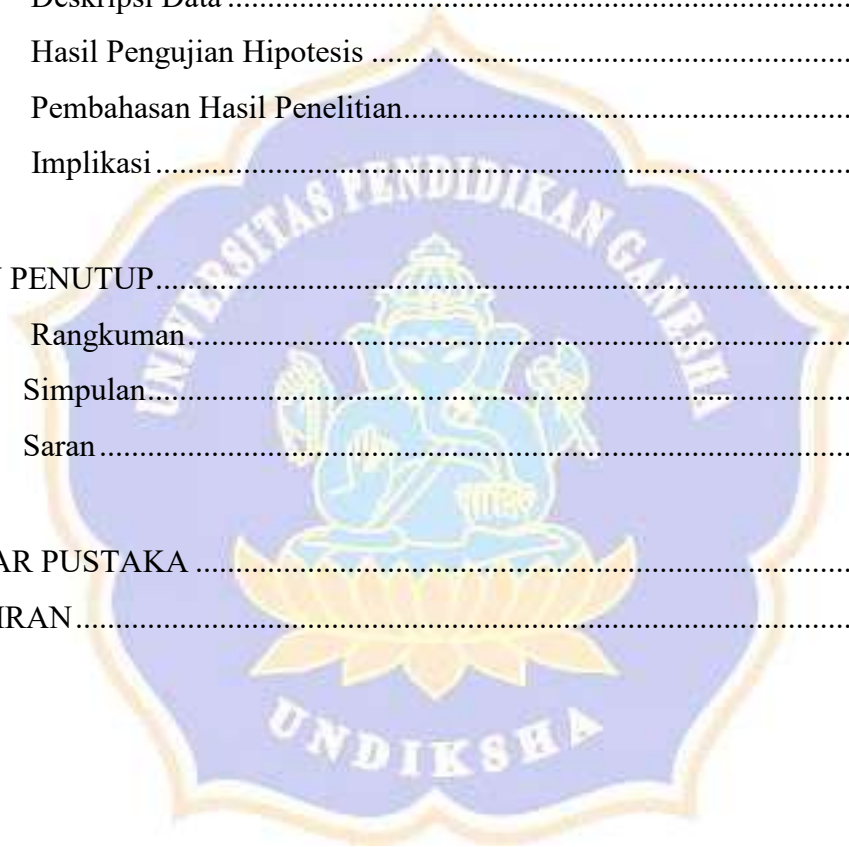 Deskripsi Data ........................................................................
Hasil Pengujian Hipotesis ............................................................
Pembahasan Hasil Penelitian.........................................................
Implikasi ................................................................................
PENUTUP..............................................................................
Rangkuman............................................................................
Simpulan................................................................................
Saran ....................................................................................
AR PUSTAKA .........................................................................
IRAN.....................................................................................
UNIVERSITAS PENDIDIKAN GANESHA
UNDIKSHA